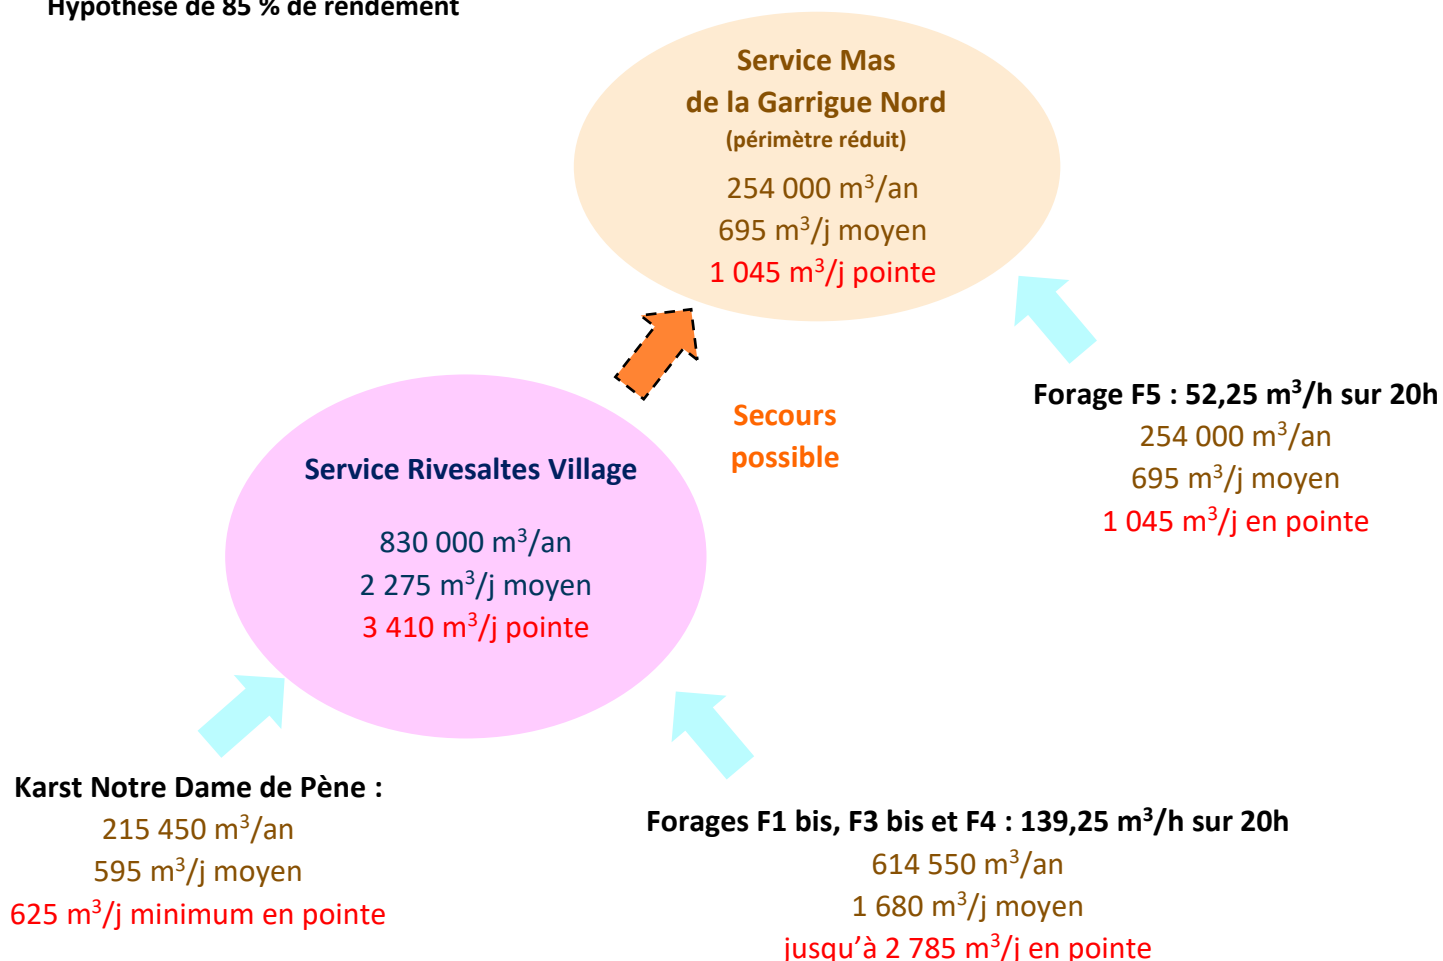 Hypothèse de 85 % de rendement
Service Mas
de la Garrigue Nord
(périmètre réduit)
254 000 m³/an
695 m³/j moyen
1 045 m³/j pointe
Secours
possible
Forage F5 : 52,25 m³/h sur 20h
254 000 m³/an
695 m³/j moyen
1 045 m³/j en pointe
Service Rivesaltes Village
830 000 m³/an
2 275 m³/j moyen
3 410 m³/j pointe
Karst Notre Dame de Pène :
215 450 m³/an
595 m³/j moyen
625 m³/j minimum en pointe
Forages F1 bis, F3 bis et F4 : 139,25 m³/h sur 20h
614 550 m³/an
1 680 m³/j moyen
jusqu’à 2 785 m³/j en pointe